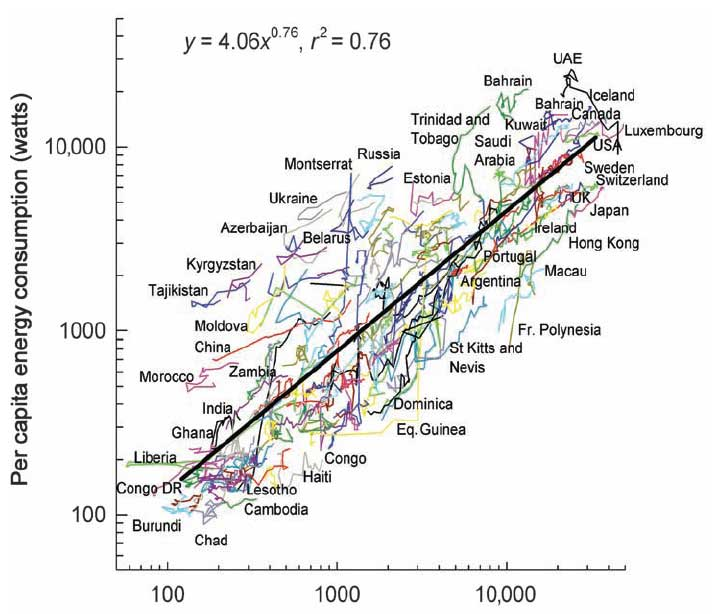 y = 4.06x^0.76, r^2 = 0.76
Per capita energy consumption (watts)
10,000
1000
100
100
1000
10,000
UAE
Bahrain
Iceland
Bahrain
Canada
Trinidad and
Tobago
Kuwait
Luxembourg
Saudi
Arabia
USA
Montserrat
Russia
Sweden
Estonia
Switzerland
Ukraine
UK
Japan
Azerbaijan
Belarus
Ireland
Hong Kong
Kyrgyzstan
Portugal
Macau
Tajikistan
Argentina
Moldova
Fr. Polynesia
China
St Kitts and
Nevis
Morocco
Zambia
India
Dominica
Ghana
Eq.Guinea
Liberia
Congo
Haiti
Congo DR
Lesotho
Cambodia
Burundi
Chad